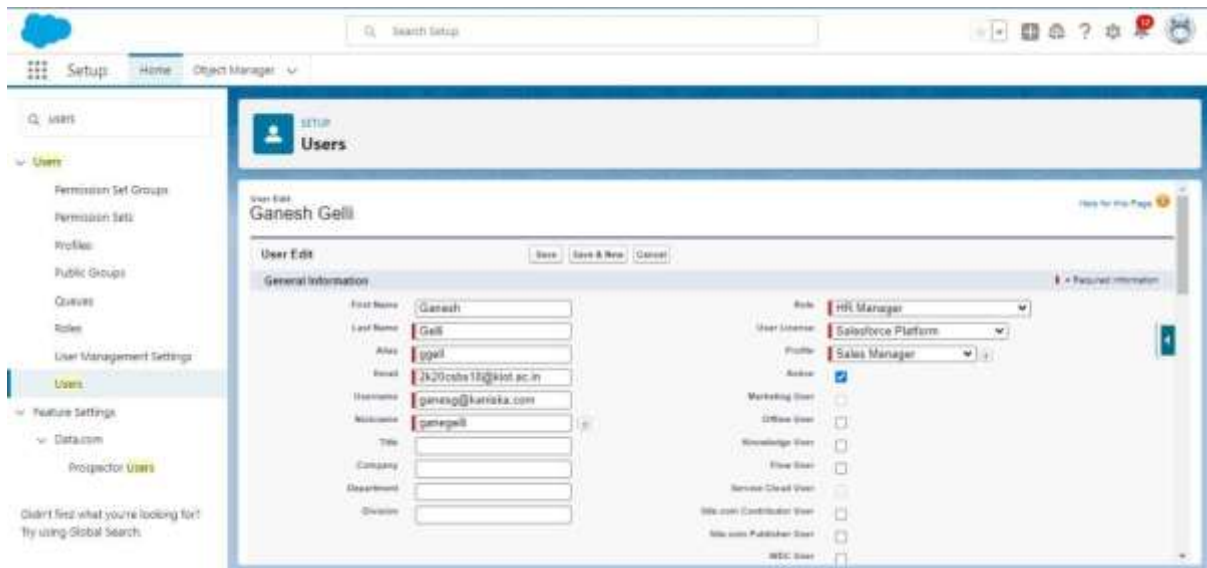 Search Setup
17
Setup
Home
Object Manager
users
Users
Permission Set Groups
Permission Sets
Profiles
Public Groups
Queues
Roles
User Management Settings
Users
Feature Settings
Data.com
Prospector Users
Didn't find what you're looking for?
Try using Global Search.
SETUP
Users
User Edit
Ganesh Gelli
Help for this Page
User Edit
Save
Save & New
Cancel
General Information
= Required Information
First Name Ganesh
Last Name Gelli
Alias ggell
Email 2k20csbs18@kiot.ac.in
Username
Nickname ganegelli
Title
Company
Department
Division
Role HR Manager
User License Salesforce Platform
Profile Sales Manager
Active
Marketing User
Offline User
Knowledge User
Flow User
Service Cloud User
Site.com Contributor User
Site.com Publisher User
WDC User